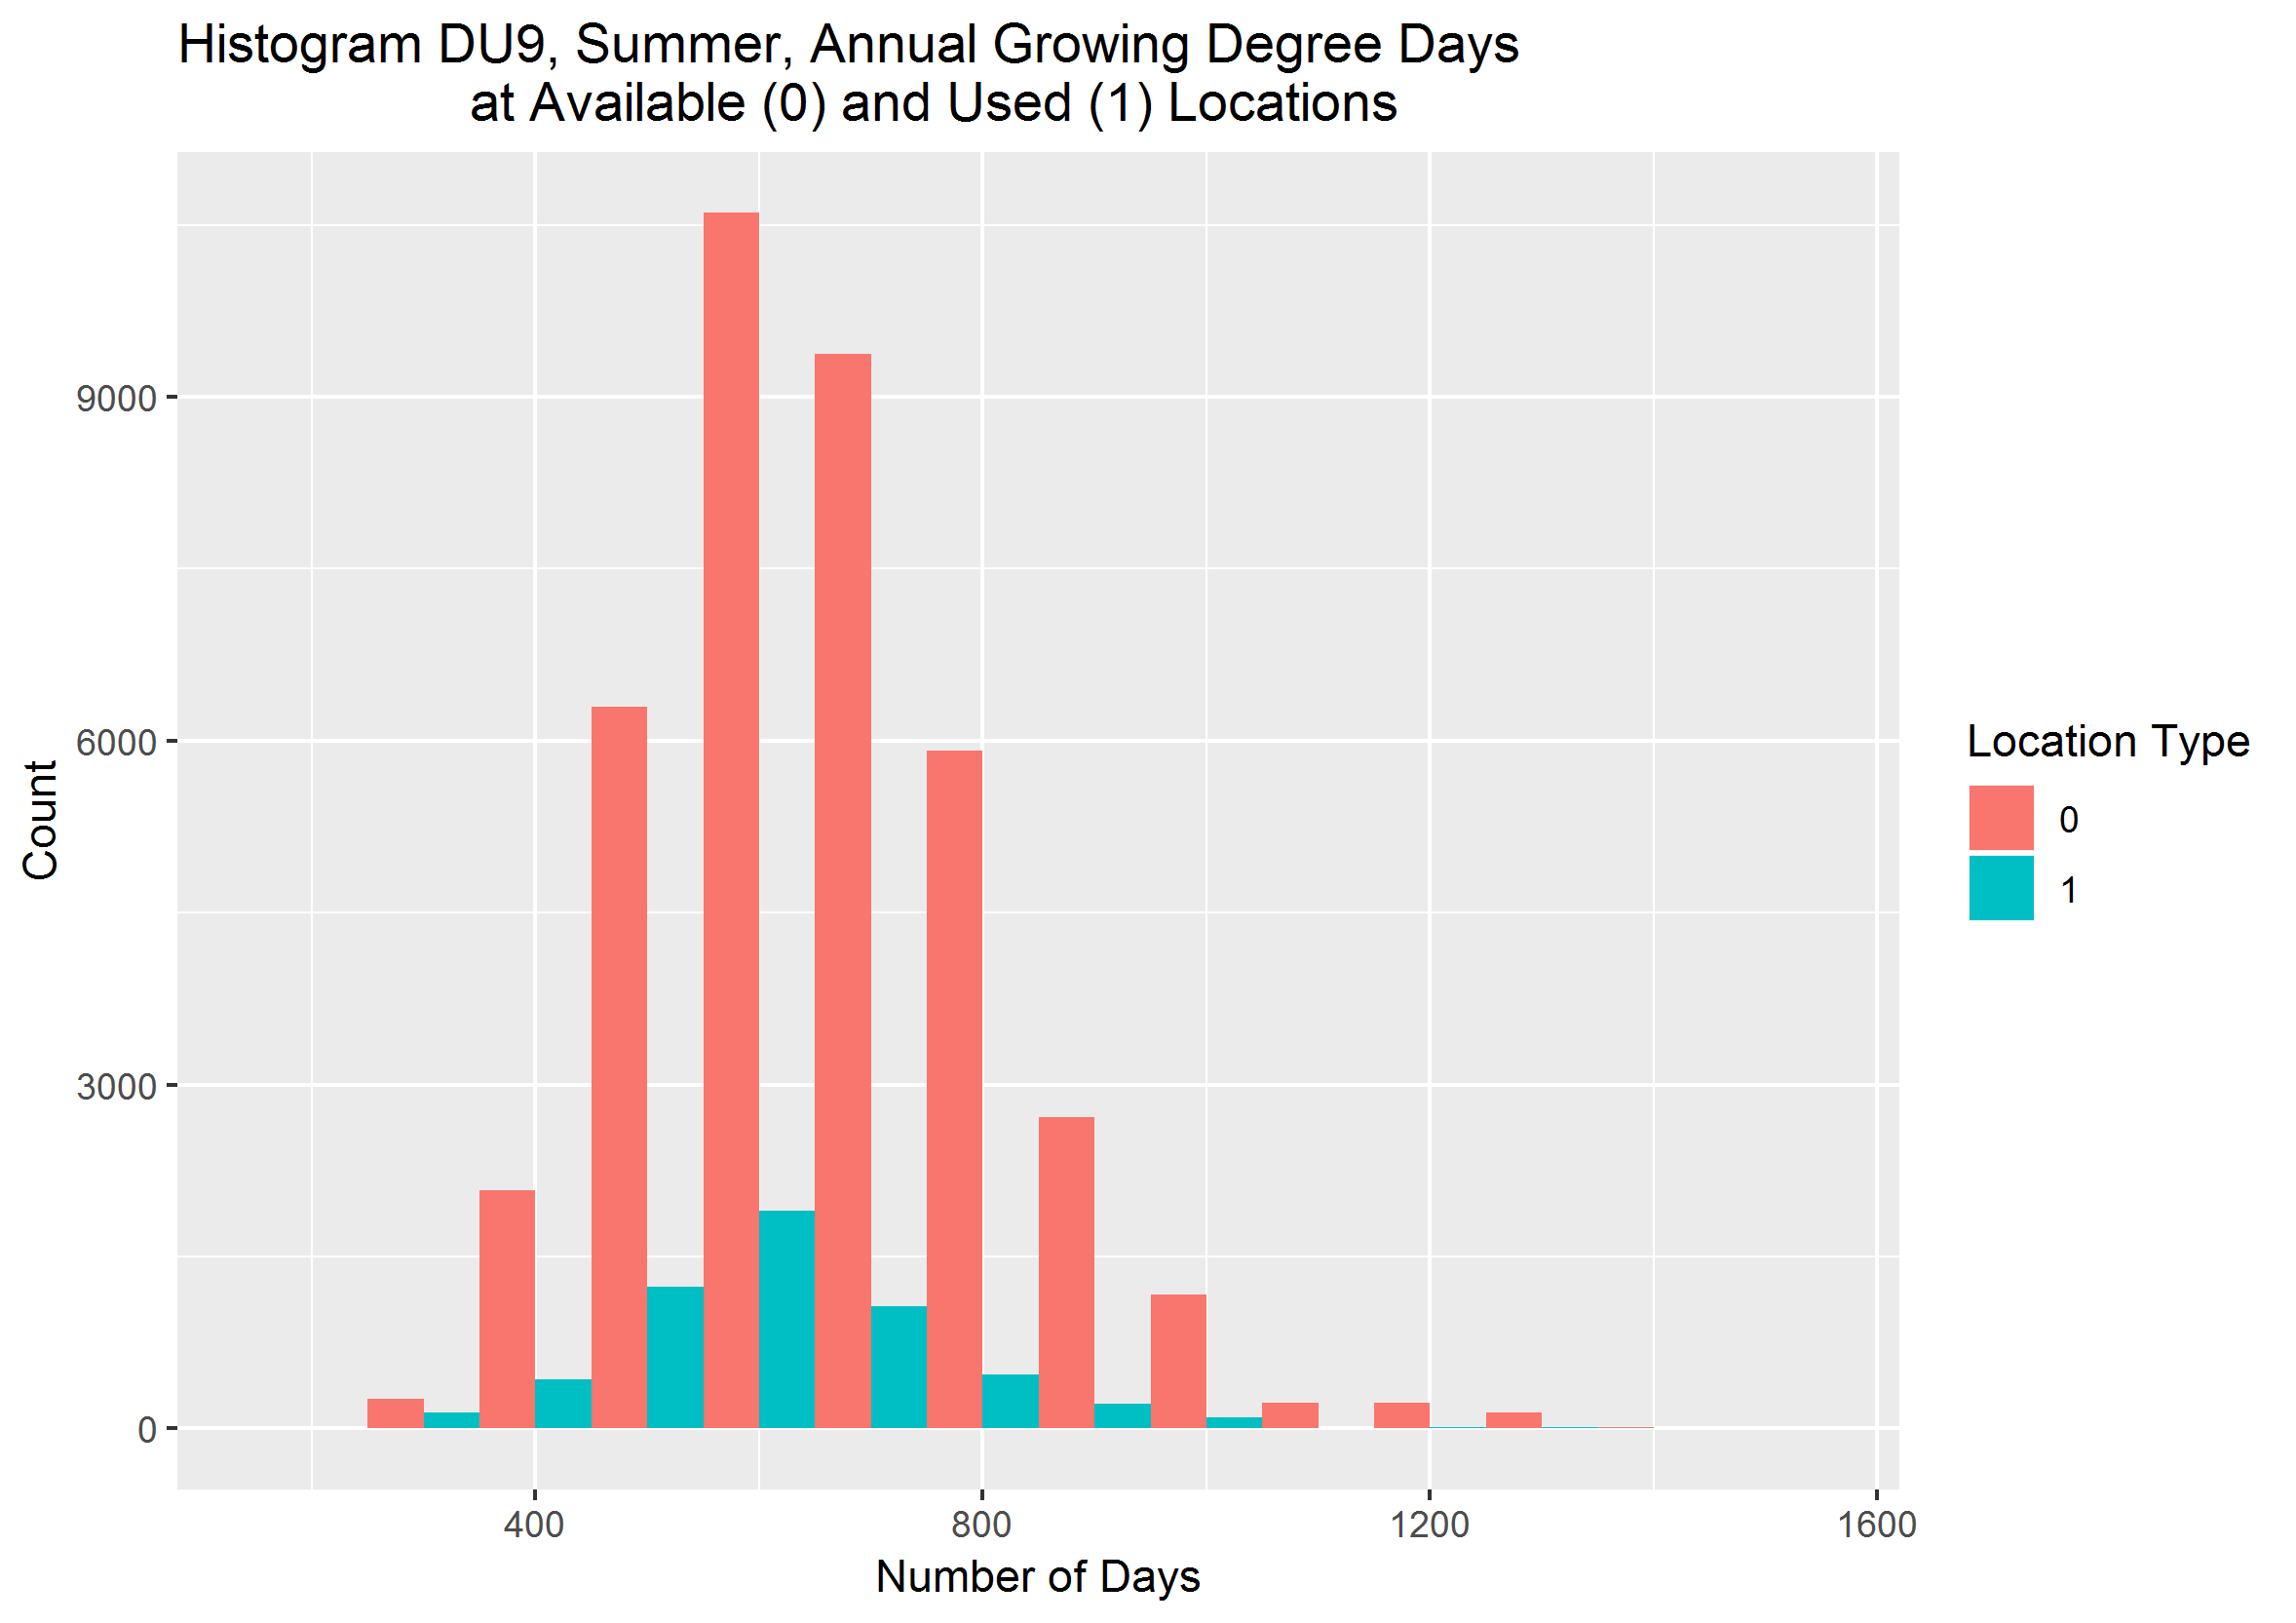 Histogram DU9, Summer, Annual Growing Degree Days
at Available (0) and Used (1) Locations
9000
6000
3000
0
Count
400
800
1200
1600
Number of Days
Location Type
0
1